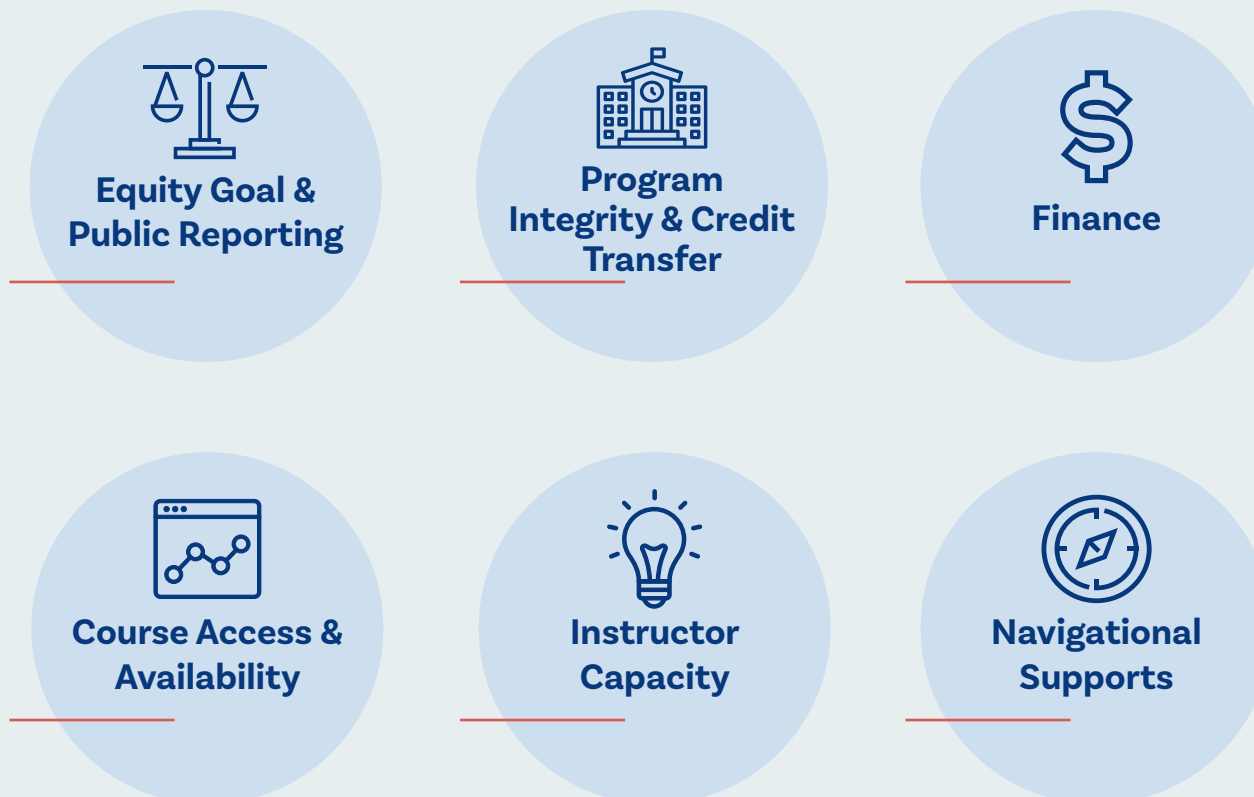 Equity Goal &
Public Reporting
Program
Integrity & Credit
Transfer
Finance
Course Access &
Availability
Instructor
Capacity
Navigational
Supports